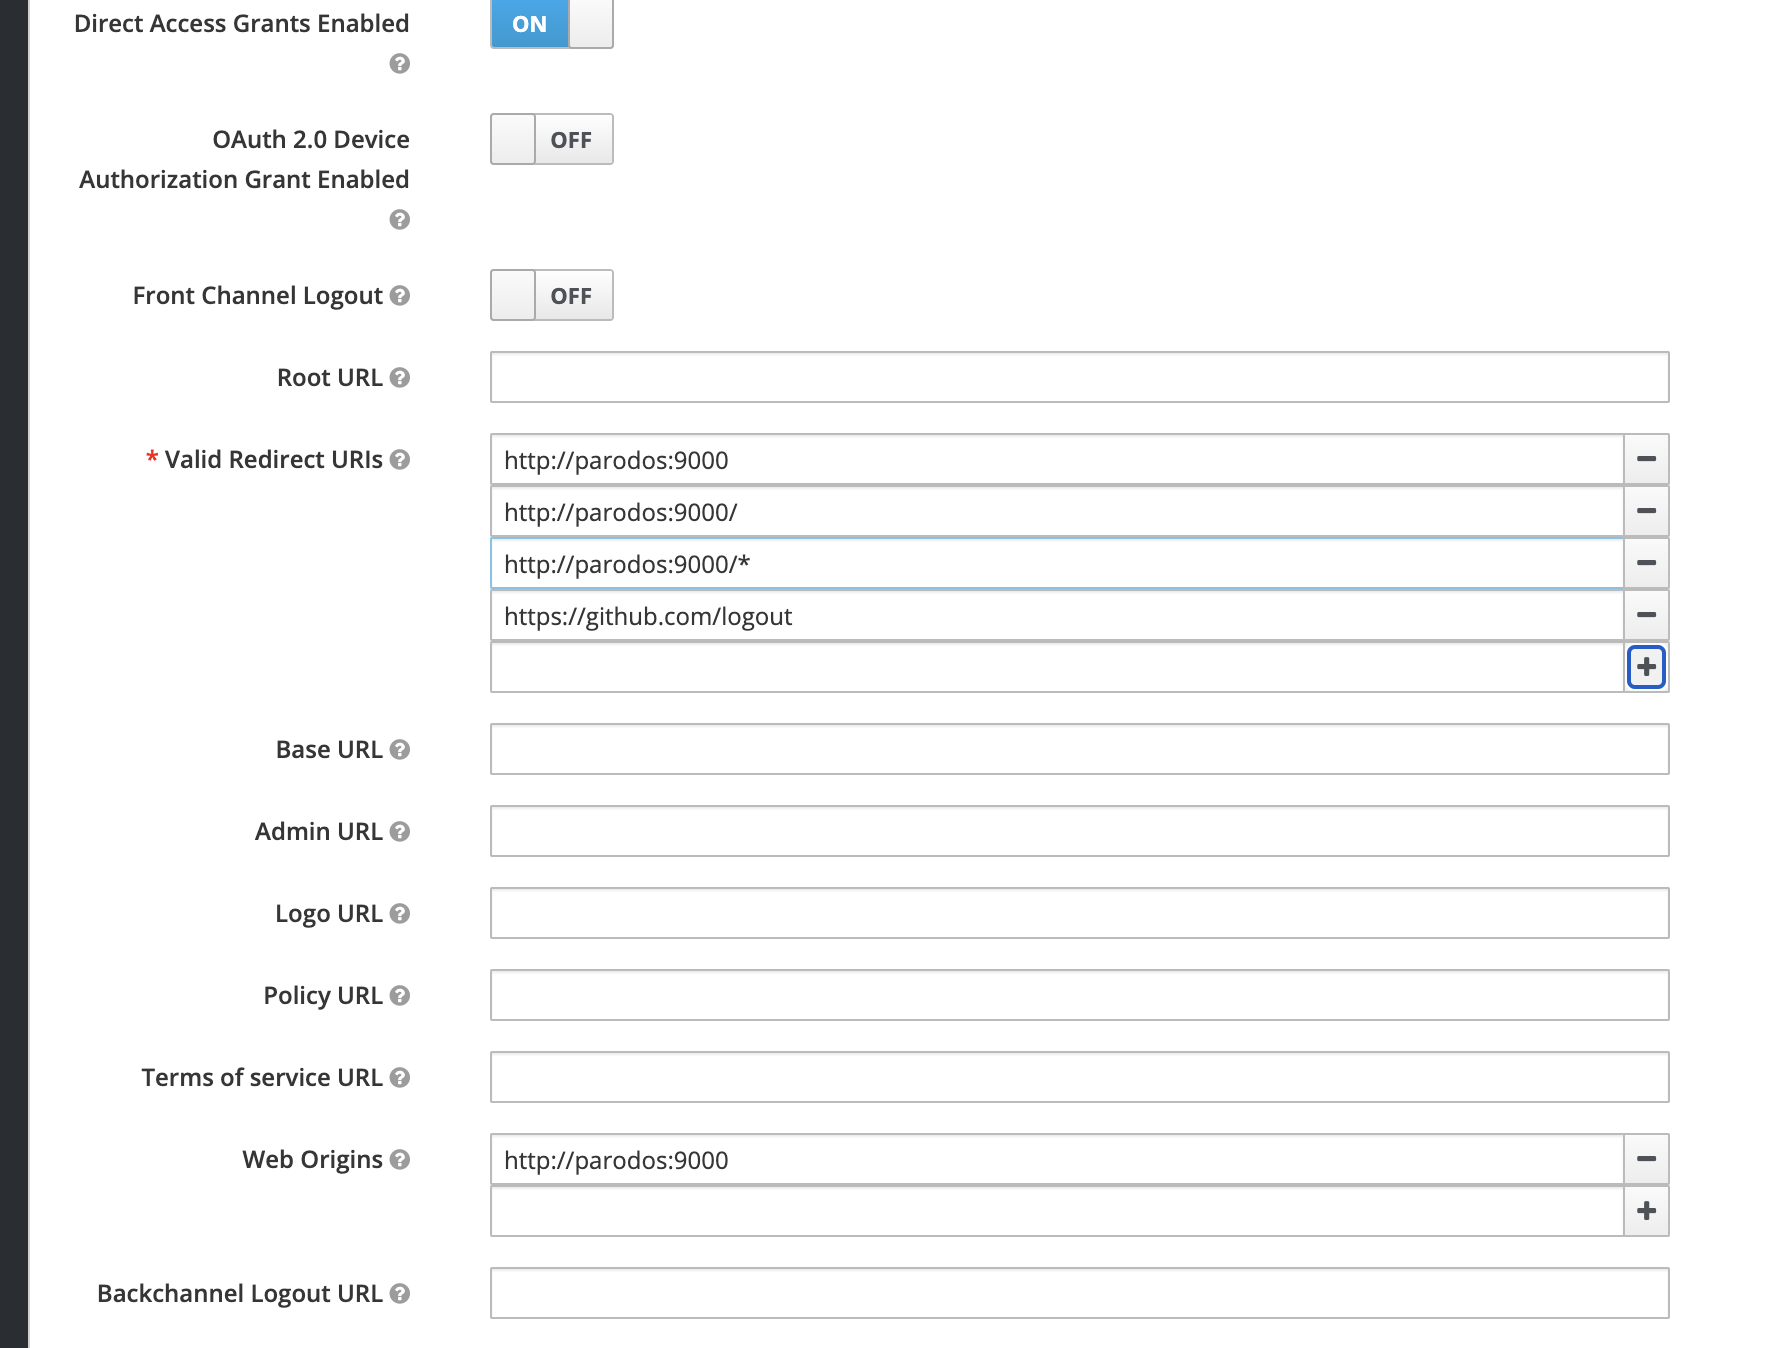 Direct Access Grants Enabled
ON
OAuth 2.0 Device
Authorization Grant Enabled
OFF
Front Channel Logout
OFF
Root URL
* Valid Redirect URIs
http://parodos:9000
http://parodos:9000/
http://parodos:9000/*
https://github.com/logout
Base URL
Admin URL
Logo URL
Policy URL
Terms of service URL
Web Origins
http://parodos:9000
Backchannel Logout URL